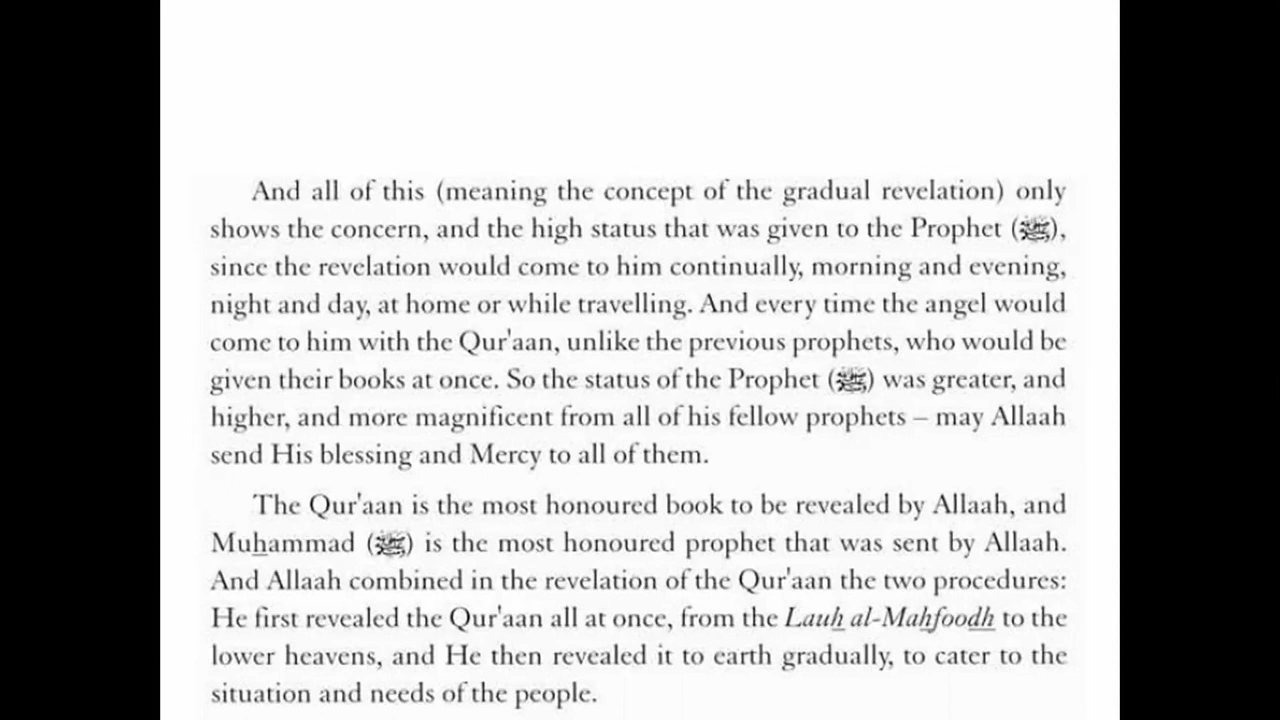 And all of this (meaning the concept of the gradual revelation) only
shows the concern, and the high status that was given to the Prophet (ﷺ),
since the revelation would come to him continually, morning and evening,
night and day, at home or while travelling. And every time the angel would
come to him with the Qur'aan, unlike the previous prophets, who would be
given their books at once. So the status of the Prophet (ﷺ) was greater, and
higher, and more magnificent from all of his fellow prophets – may Allaah
send His blessing and Mercy to all of them.
The Qur'aan is the most honoured book to be revealed by Allaah, and
Muẖammad (ﷺ) is the most honoured prophet that was sent by Allaah.
And Allaah combined in the revelation of the Qur'aan the two procedures:
He first revealed the Qur'aan all at once, from the Lauẖ al-Maẖfooḏẖ to the
lower heavens, and He then revealed it to earth gradually, to cater to the
situation and needs of the people.